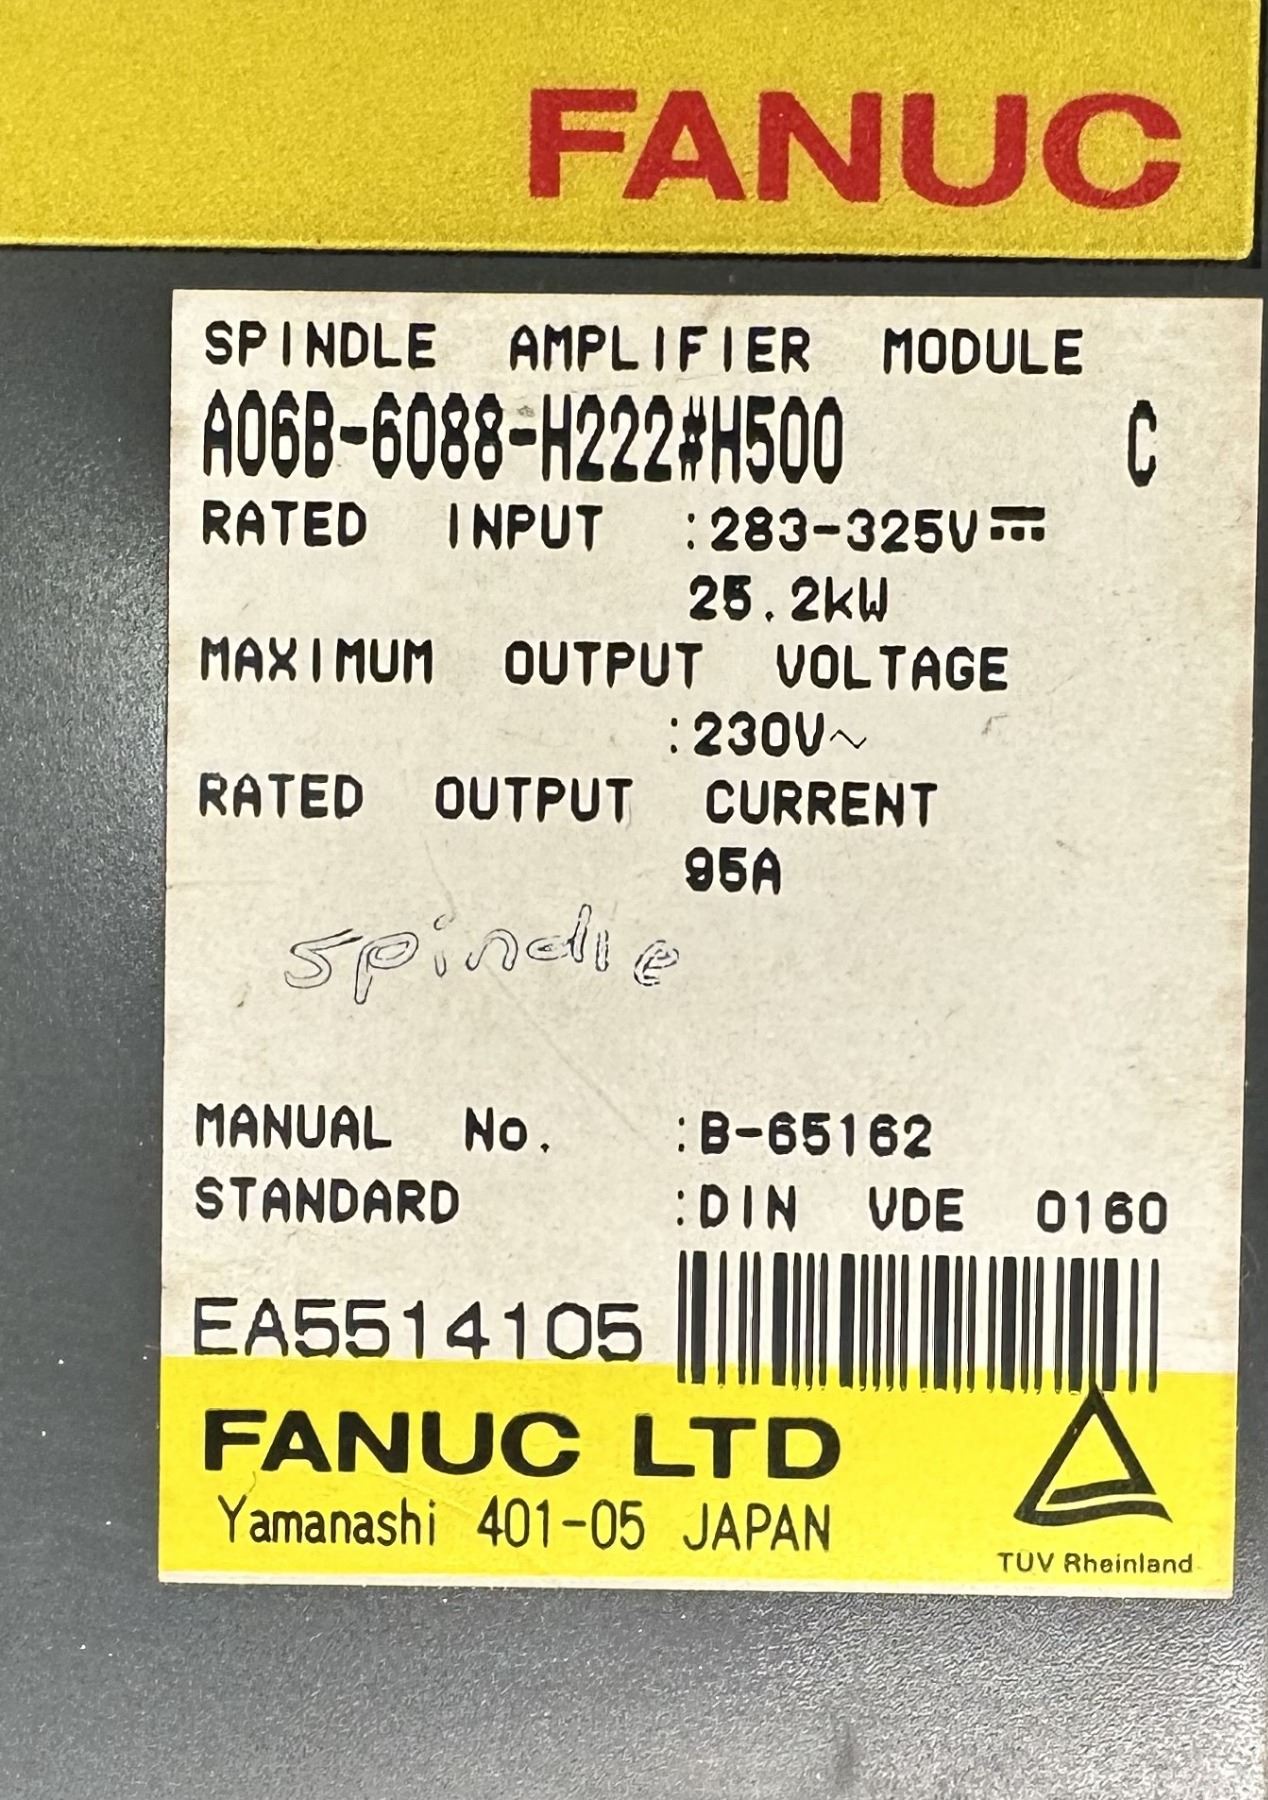 FANUC
SPINDLE AMPLIFIER MODULE
A06B-6088-H222#H500 C
RATED INPUT :283-325V⎓
25.2kW
MAXIMUM OUTPUT VOLTAGE
:230V~
RATED OUTPUT CURRENT
95A
spindle
MANUAL No. :B-65162
STANDARD :DIN VDE 0160
EA5514105
FANUC LTD
Yamanashi 401-05 JAPAN
TÜV Rheinland